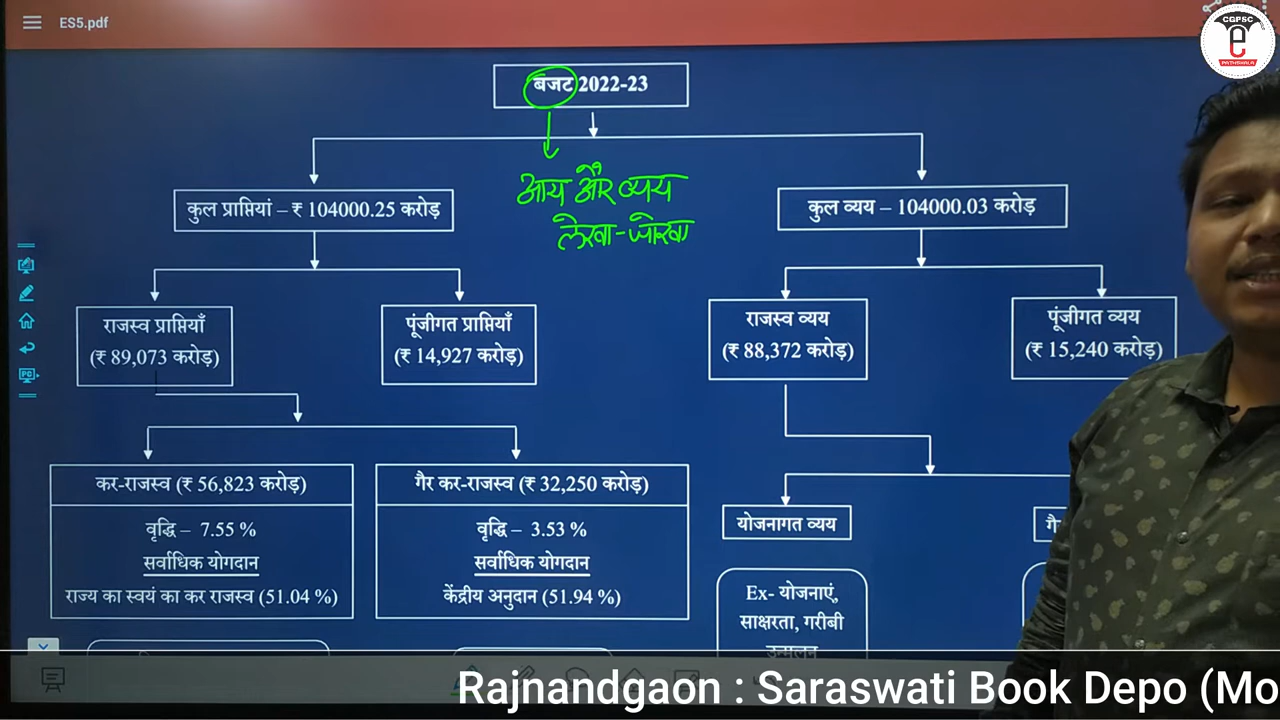 ES5.pdf
CGPSC
e
PATHSHALA
बजट 2022-23
आय और व्यय
लेखा-जोखा
कुल प्राप्तियां – ₹ 104000.25 करोड़
कुल व्यय – 104000.03 करोड़
राजस्व प्राप्तियाँ
(₹ 89,073 करोड़)
पूंजीगत प्राप्तियाँ
(₹ 14,927 करोड़)
राजस्व व्यय
(₹ 88,372 करोड़)
पूंजीगत व्यय
(₹ 15,240 करोड़)
कर-राजस्व (₹ 56,823 करोड़)
वृद्धि – 7.55 %
सर्वाधिक योगदान
राज्य का स्वयं का कर राजस्व (51.04 %)
गैर कर-राजस्व (₹ 32,250 करोड़)
वृद्धि – 3.53 %
सर्वाधिक योगदान
केंद्रीय अनुदान (51.94 %)
योजनागत व्यय
गै
Ex- योजनाएं,
साक्षरता, गरीबी
उन्मूलन
Rajnandgaon : Saraswati Book Depo (Mo